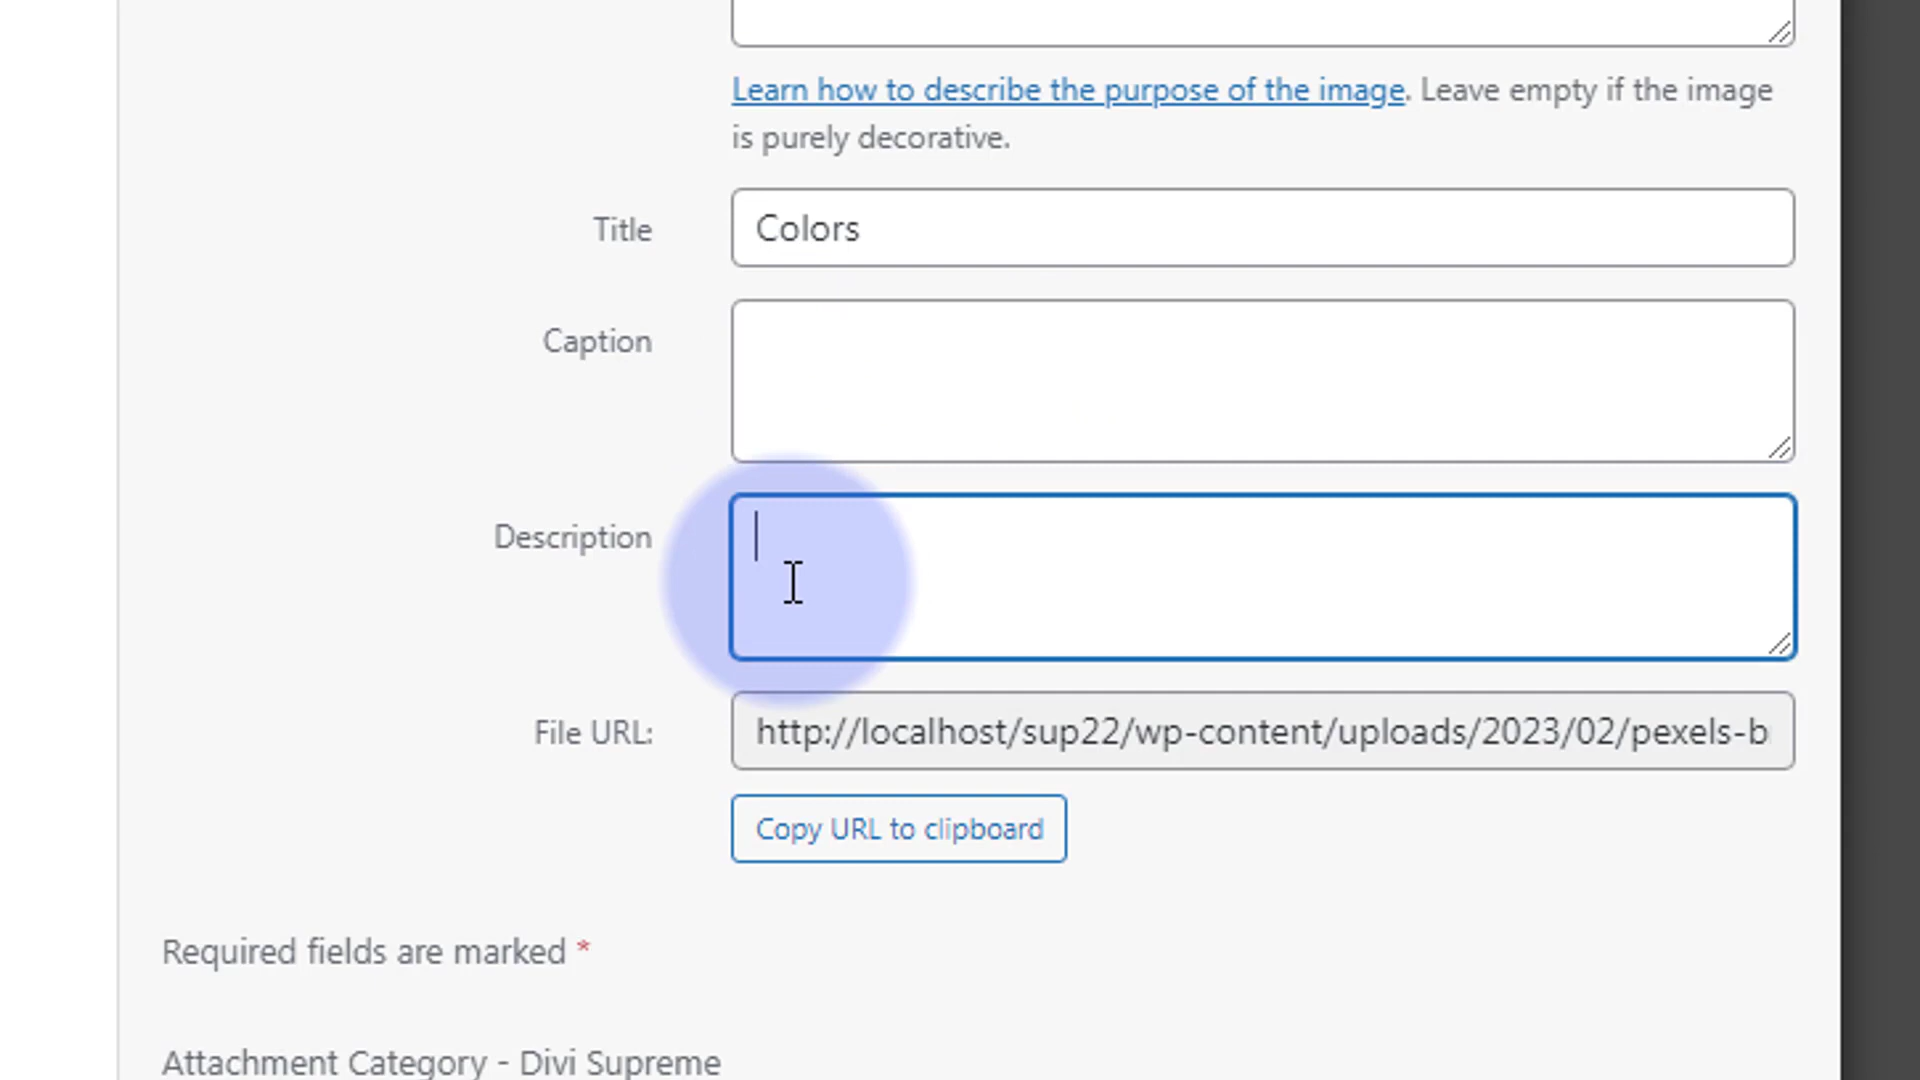 Learn how to describe the purpose of the image. Leave empty if the image
is purely decorative.
Title
Colors
Caption
Description
File URL:
http://localhost/sup22/wp-content/uploads/2023/02/pexels-b
Copy URL to clipboard
Required fields are marked *
Attachment Category - Divi Supreme